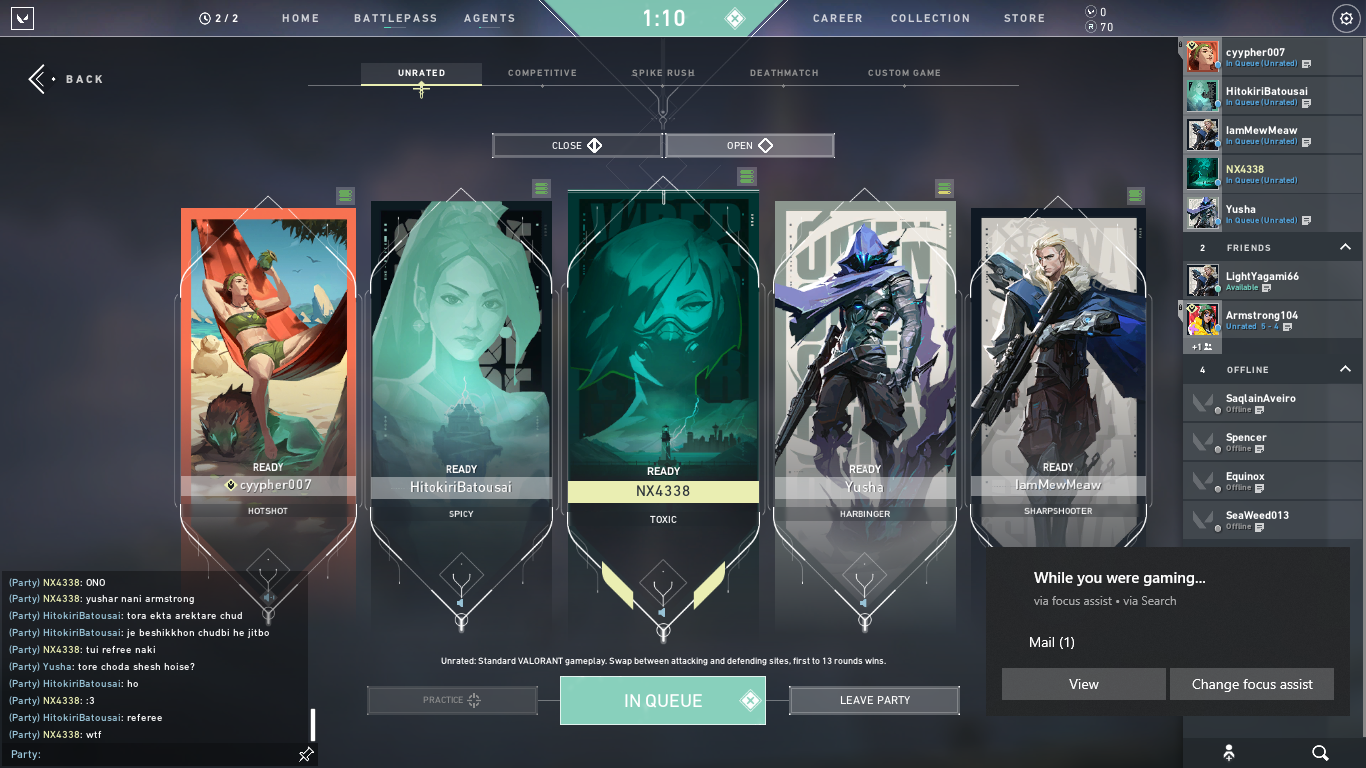 2 / 2
HOME
BATTLEPASS
AGENTS
1:10
CAREER
COLLECTION
STORE
0
70
BACK
UNRATED
COMPETITIVE
SPIKE RUSH
DEATHMATCH
CUSTOM GAME
CLOSE
OPEN
READY
cyypher007
HOTSHOT
READY
HitokiriBatousai
SPICY
READY
NX4338
TOXIC
READY
Yusha
HARBINGER
READY
IamMewMeaw
SHARPSHOOTER
(Party) NX4338: ONO
(Party) NX4338: yushar nani armstrong
(Party) HitokiriBatousai: tora ekta arektare chud
(Party) HitokiriBatousai: je beshikkhon chudbi he jitbo
(Party) NX4338: tui refree naki
(Party) Yusha: tore choda shesh hoise?
(Party) HitokiriBatousai: ho
(Party) NX4338: :3
(Party) HitokiriBatousai: referee
(Party) NX4338: wtf
Party:
Unrated: Standard VALORANT gameplay. Swap between attacking and defending sites, first to 13 rounds wins.
PRACTICE
IN QUEUE
LEAVE PARTY
cyypher007
In Queue (Unrated)
HitokiriBatousai
In Queue (Unrated)
IamMewMeaw
In Queue (Unrated)
NX4338
In Queue (Unrated)
Yusha
In Queue (Unrated)
2 FRIENDS
LightYagami66
Available
Armstrong104
Unrated 5 - 4
+1
4 OFFLINE
SaqlainAveiro
Offline
Spencer
Offline
Equinox
Offline
SeaWeed013
Offline
While you were gaming...
via focus assist • via Search
Mail (1)
View
Change focus assist